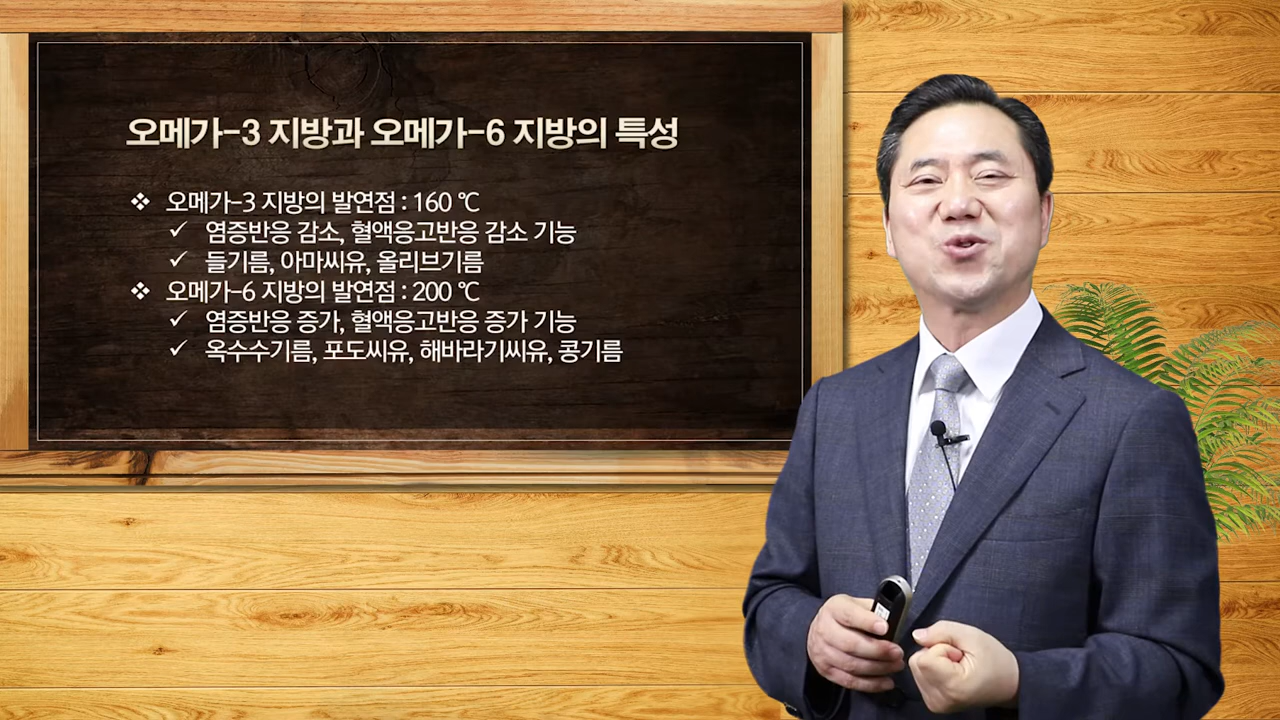 오메가-3 지방과 오메가-6 지방의 특성
❖ 오메가-3 지방의 발연점 : 160 ℃
✓ 염증반응 감소, 혈액응고반응 감소 기능
✓ 들기름, 아마씨유, 올리브기름
❖ 오메가-6 지방의 발연점 : 200 ℃
✓ 염증반응 증가, 혈액응고반응 증가 기능
✓ 옥수수기름, 포도씨유, 해바라기씨유, 콩기름